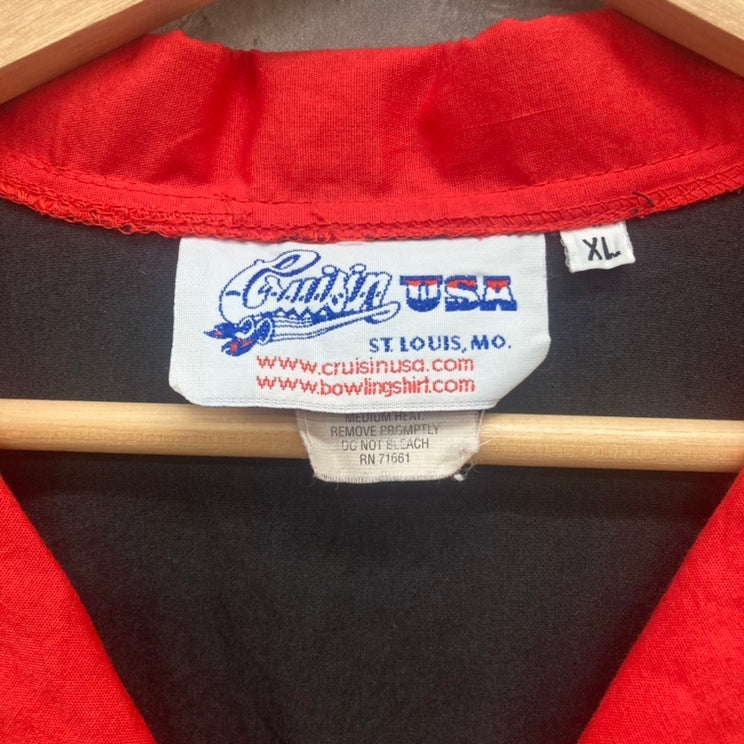 Cruisin USA
XL
ST. LOUIS, MO.
www.cruisinusa.com
www.bowlingshirt.com
MEDIUM HEAT
REMOVE PROMPTLY
DO NOT BLEACH
RN 71661